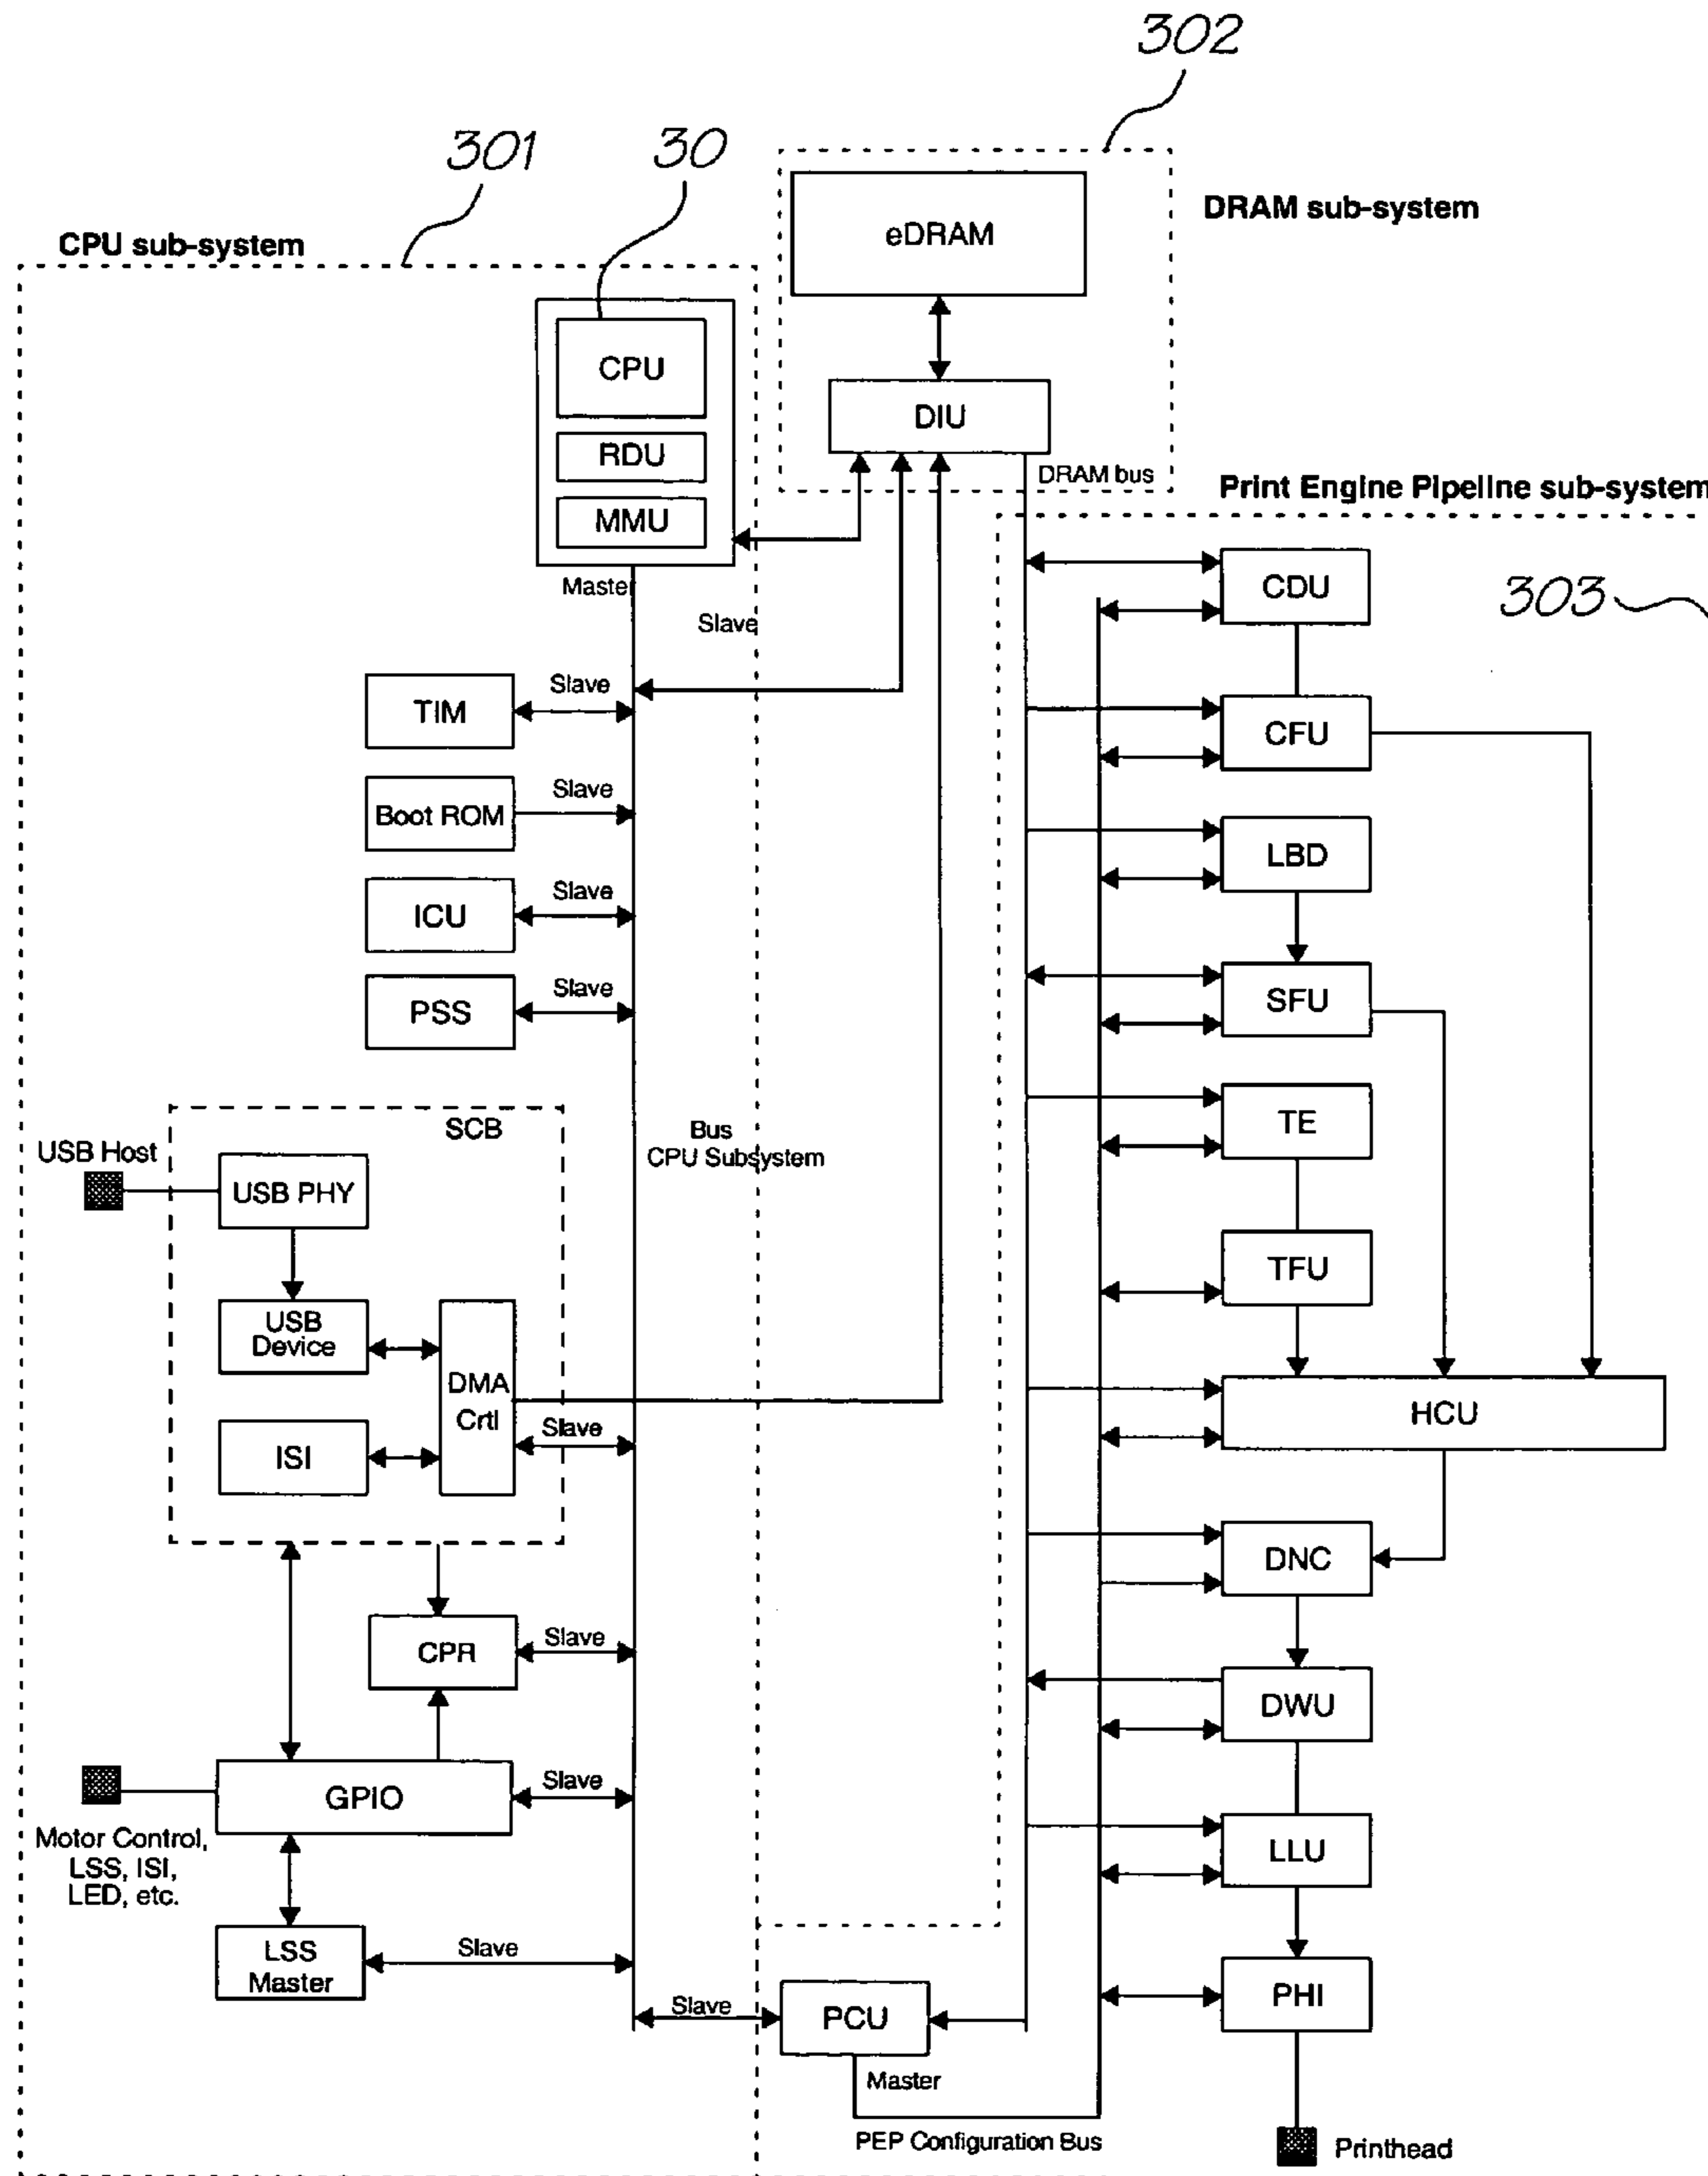 302
301
30
DRAM sub-system
CPU sub-system
eDRAM
CPU
DIU
RDU
DRAM bus
MMU
Print Engine Pipeline sub-system
Master
Slave
CDU
303
TIM
Slave
CFU
Boot ROM
Slave
LBD
ICU
Slave
PSS
Slave
SFU
SCB
Bus
CPU Subsystem
TE
USB Host
USB PHY
TFU
USB
Device
DMA
Crtl
Slave
HCU
ISI
DNC
CPR
Slave
DWU
GPIO
Slave
Motor Control,
LSS, ISI,
LED, etc.
LLU
LSS
Master
Slave
PHI
Slave
PCU
Master
PEP Configuration Bus
Printhead